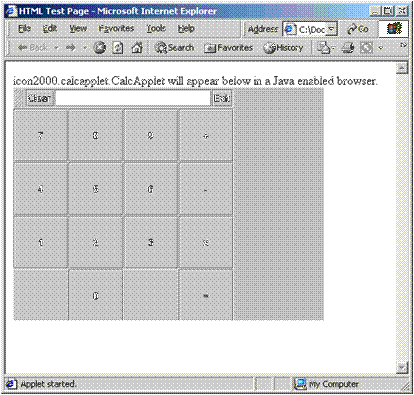 HTML Test Page - Microsoft Internet Explorer
File Edit View Favorites Tools Help Address C:\Doc Go
Back Search Favorites History
icon2000.calcapplet.CalcApplet will appear below in a Java enabled browser.
Clear Exit
7 8 9 +
4 5 6 -
1 2 3
0 =
Applet started. My Computer